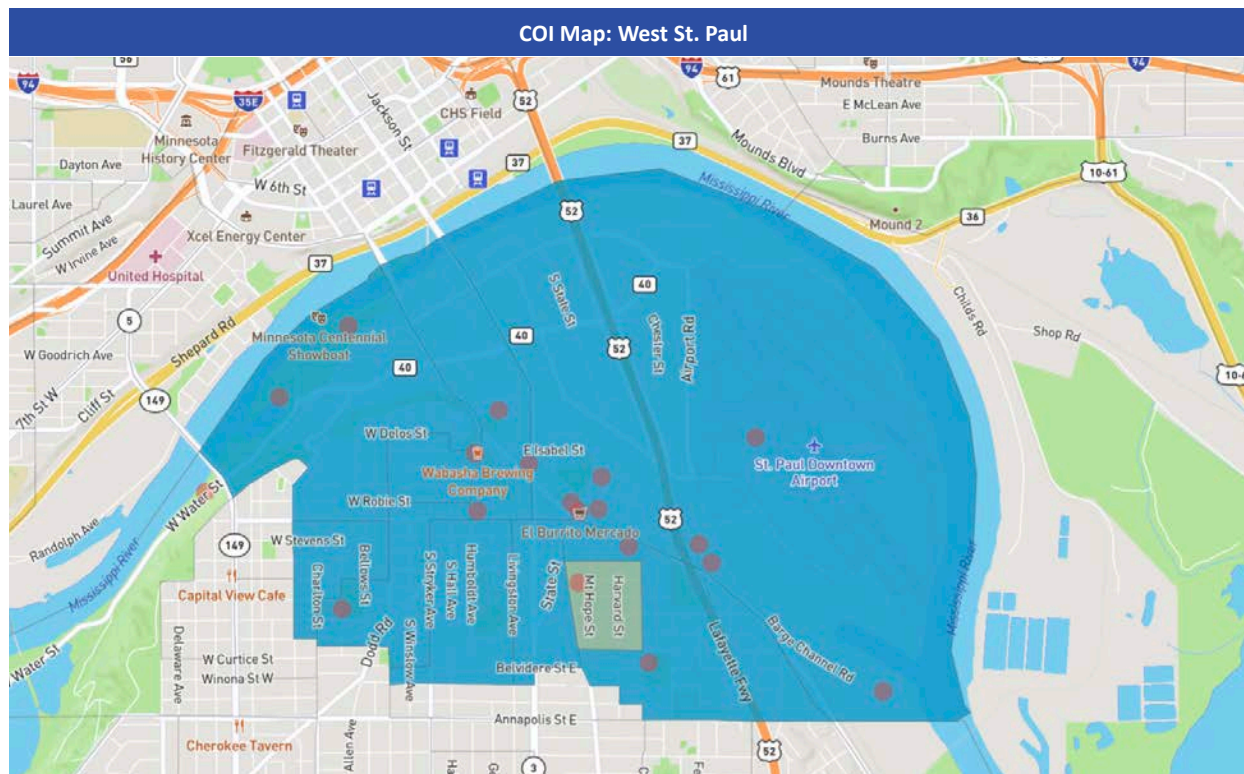 COI Map: West St. Paul
56
94
35E
Jackson St
CHS Field
52
94
61
Mounds Theatre
94
E McLean Ave
Minnesota
History Center
Fitzgerald Theater
Burns Ave
Dayton Ave
37
37
Mounds Blvd
W 6th St
10-61
Laurel Ave
Mississippi River
Summit Ave
52
36
Mound 2
W Irvine Ave
Xcel Energy Center
United Hospital
37
S State St
40
Childs Rd
5
Minnesota Centennial
Showboat
Shepard Rd
40
Chester St
Airport Rd
Shop Rd
W Goodrich Ave
52
40
7th St W
Cliff St
149
W Delos St
E Isabel St
Wabasha Brewing
Company
St. Paul Downtown
Airport
W Water St
W Robie St
El Burrito Mercado
52
Randolph Ave
149
W Stevens St
Mississippi River
Mississippi River
Capital View Cafe
Charlton St
Bellows St
S Stryker Ave
S Hall Ave
Humboldt Ave
Livingston Ave
State St
Mt Hope St
Harvard St
Delaware Ave
Dodd Rd
S Winslow Ave
Lafayette Fwy
Barge Channel Rd
W Water St
W Curtice St
Winona St W
Belvidere St E
Annapolis St E
Cherokee Tavern
Allen Ave
3
52